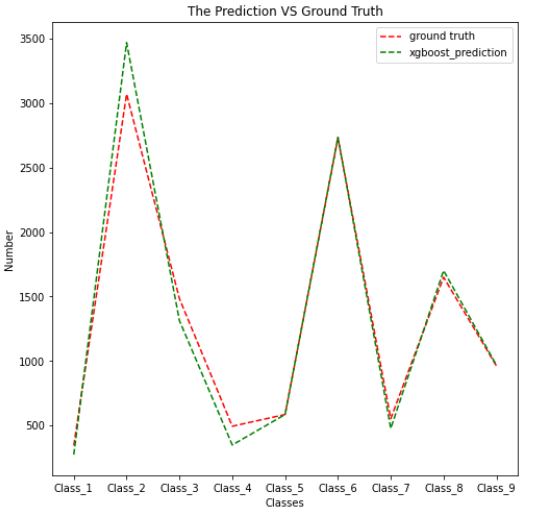 The Prediction VS Ground Truth
ground truth
xgboost_prediction
Number
3500
3000
2500
2000
1500
1000
500
Class_1 Class_2 Class_3 Class_4 Class_5 Class_6 Class_7 Class_8 Class_9
Classes